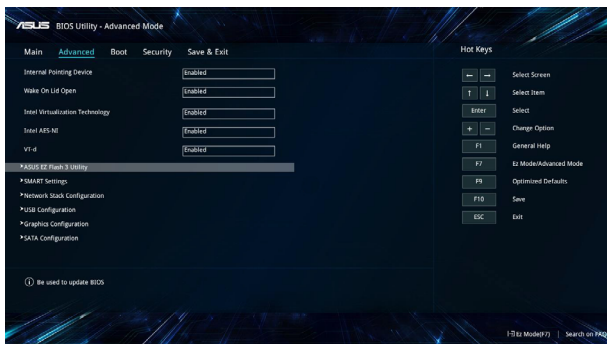 ASUS BIOS Utility - Advanced Mode
Main Advanced Boot Security Save & Exit
Internal Pointing Device Enabled
Wake On Lid Open Enabled
Intel Virtualization Technology Enabled
Intel AES-NI Enabled
VT-d Enabled
ASUS EZ Flash 3 Utility
SMART Settings
Network Stack Configuration
USB Configuration
Graphics Configuration
SATA Configuration
Be used to update BIOS
Hot Keys
← → Select Screen
↑ ↓ Select Item
Enter Select
+ − Change Option
F1 General Help
F7 Ez Mode/Advanced Mode
F9 Optimized Defaults
F10 Save
ESC Exit
Ez Mode(F7) | Search on FAQ